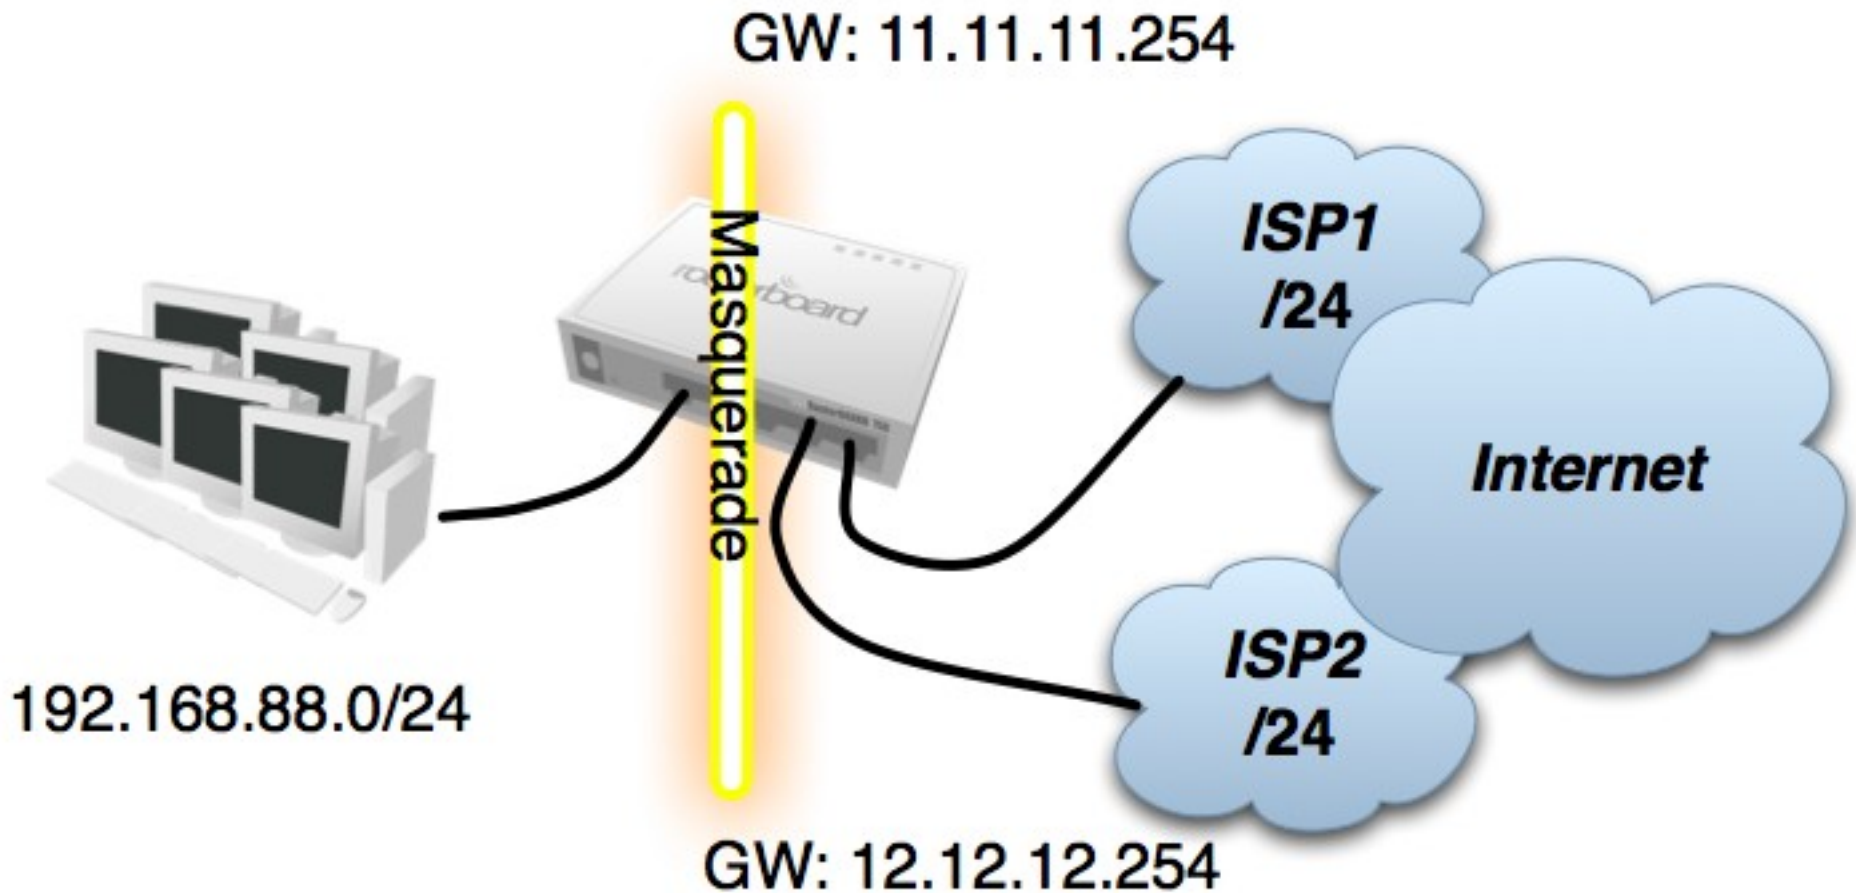 GW: 11.11.11.254
Masquerade
ISP1
/24
Internet
ISP2
/24
192.168.88.0/24
GW: 12.12.12.254